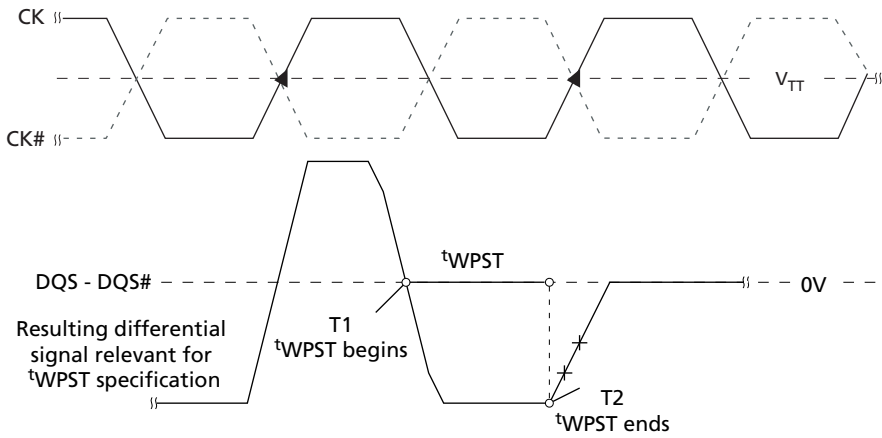 CK
V_TT
CK#
tWPST
DQS - DQS#
0V
Resulting differential
signal relevant for
tWPST specification
T1
tWPST begins
T2
tWPST ends